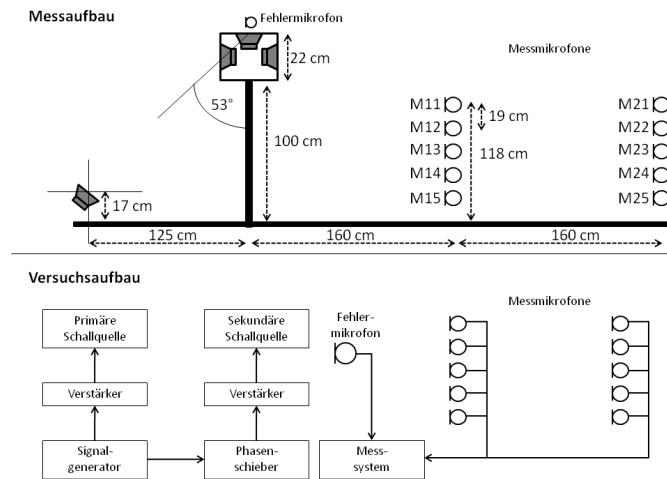 Messaufbau
Fehlermikrofon
22 cm
Messmikrofone
53°
100 cm
M11
M12
M13
M14
M15
19 cm
118 cm
M21
M22
M23
M24
M25
17 cm
125 cm
160 cm
160 cm
Versuchsaufbau
Primäre
Schallquelle
Sekundäre
Schallquelle
Fehler-
mikrofon
Messmikrofone
Verstärker
Verstärker
Signal-
generator
Phasen-
schieber
Mess-
system